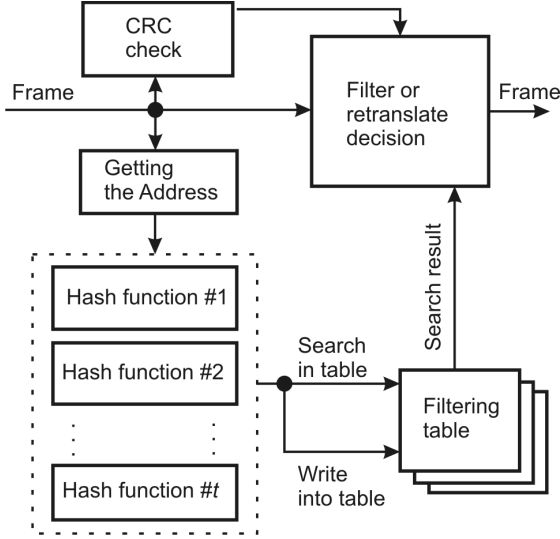 CRC
check
Frame
Filter or
retranslate
decision
Frame
Getting
the Address
Hash function #1
Hash function #2
Hash function #t
Search
in table
Write
into table
Search result
Filtering
table